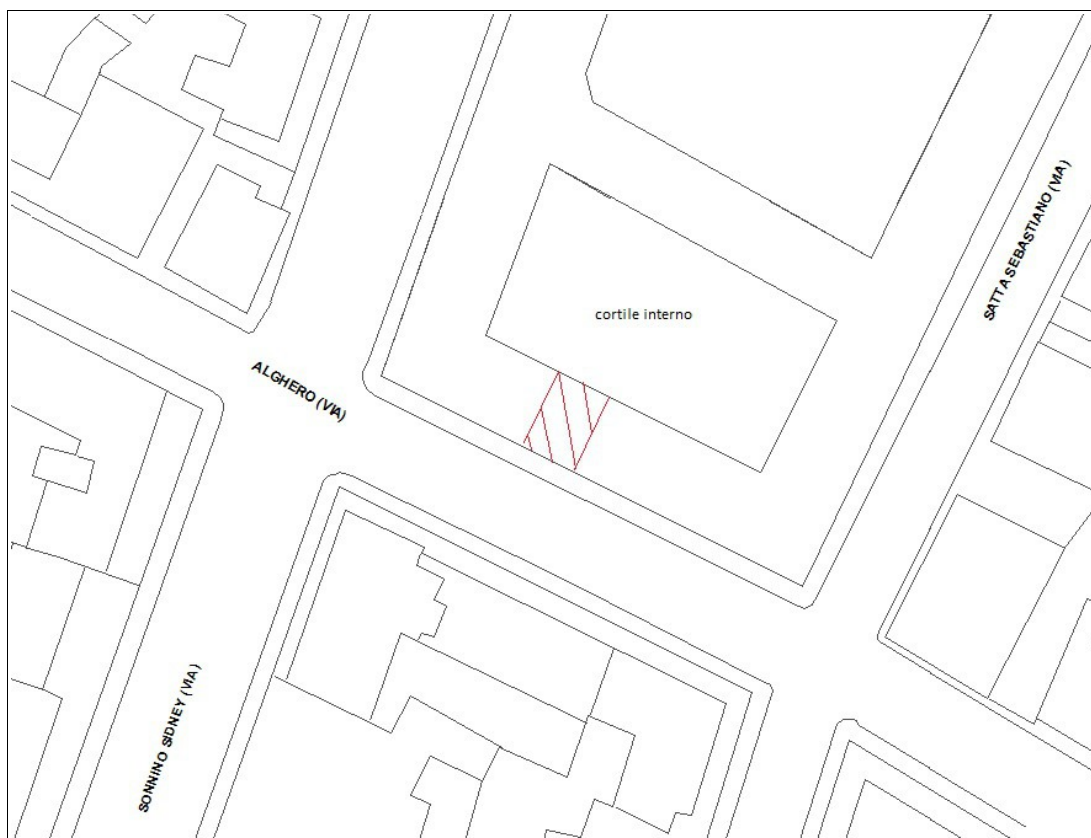 SATTA SEBASTIANO (VIA)
cortile interno
ALGHERO (VIA)
SONNINO SIDNEY (VIA)